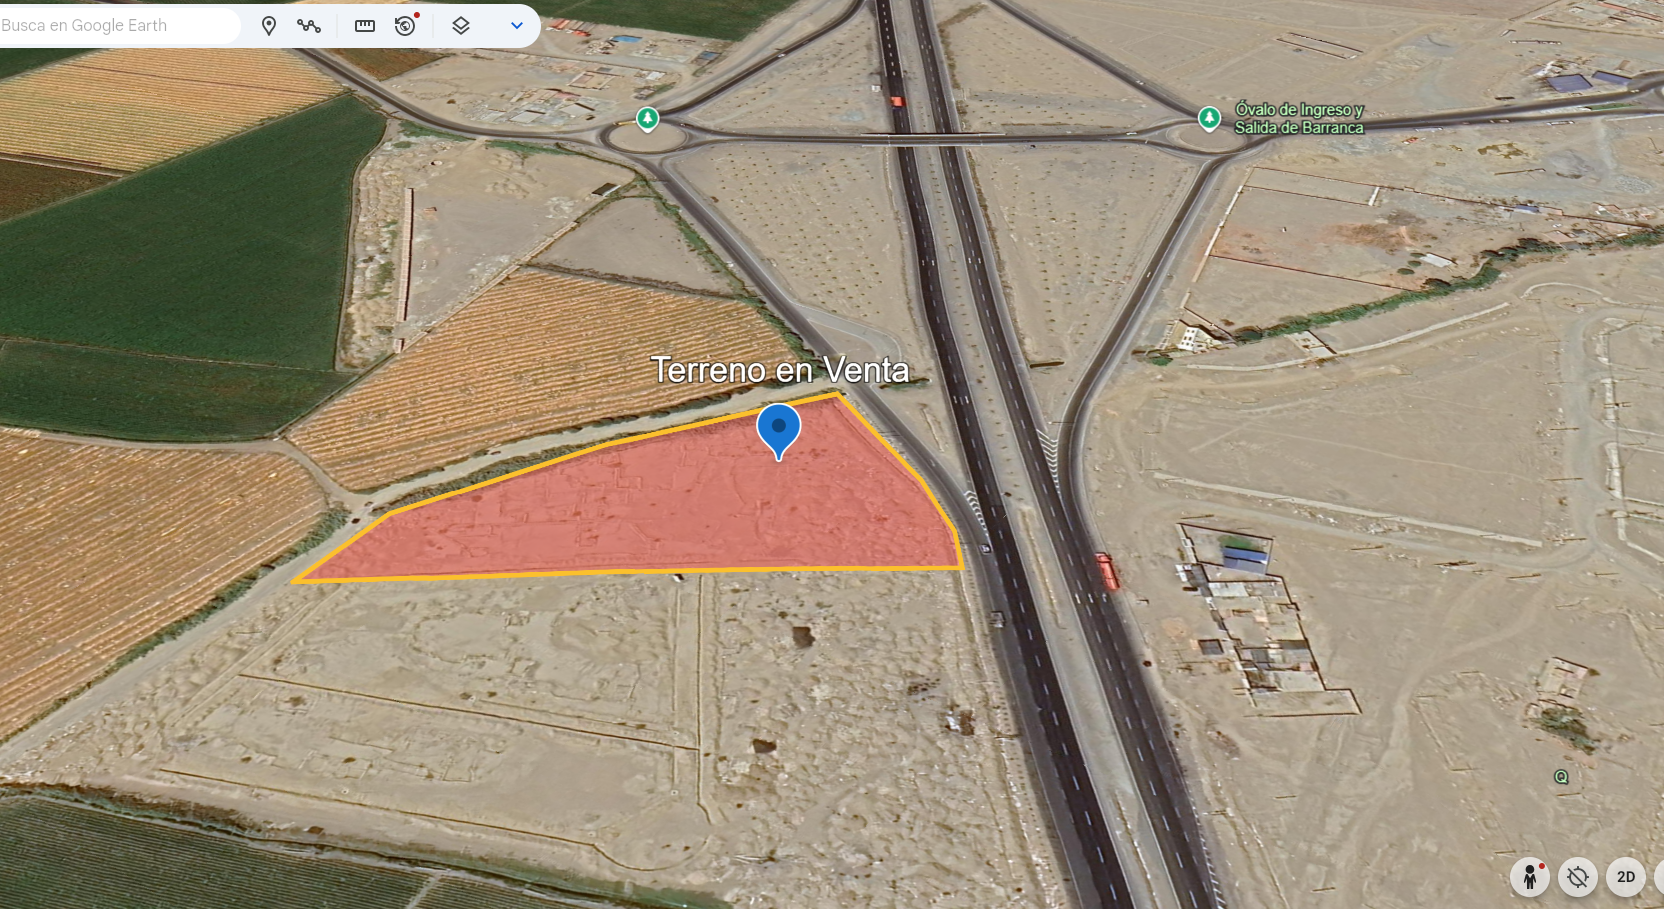 Busca en Google Earth
Óvalo de Ingreso y
Salida de Barranca
Terreno en Venta
Q
2D